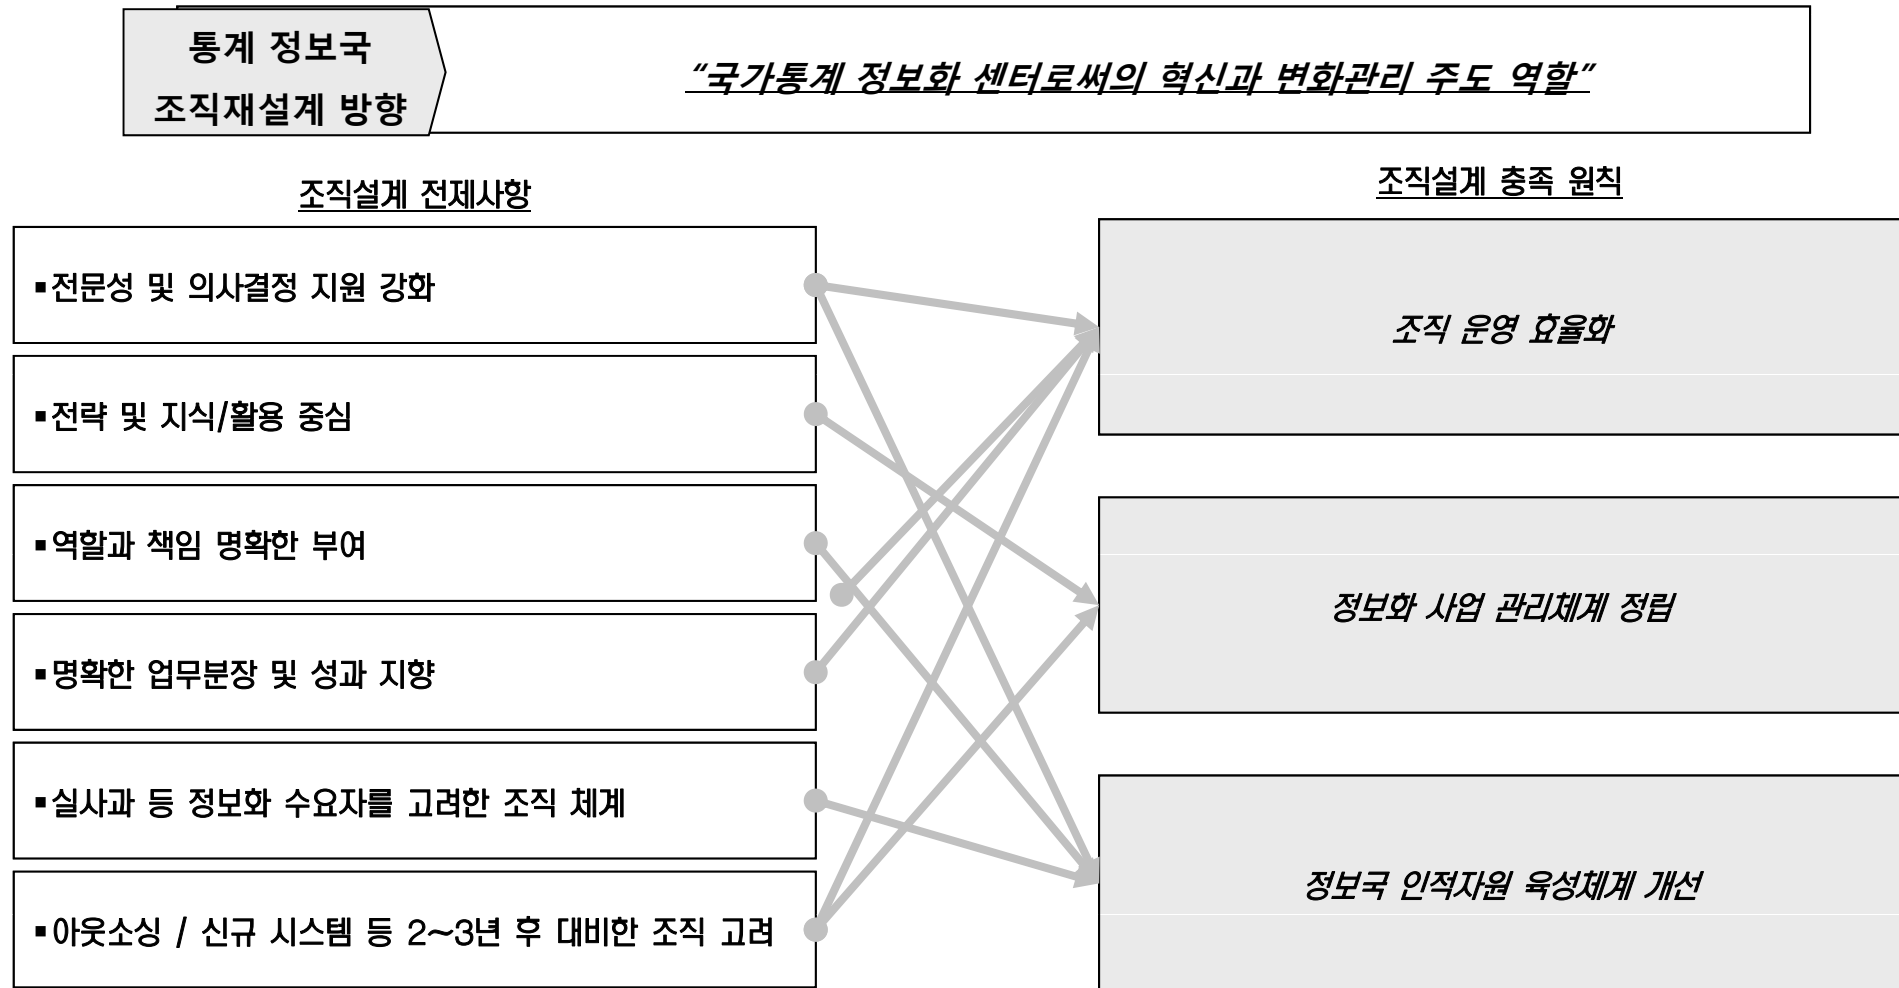 통계 정보국
조직재설계 방향
“국가통계 정보화 센터로써의 혁신과 변화관리 주도 역할”
조직설계 전제사항
▪전문성 및 의사결정 지원 강화
▪전략 및 지식/활용 중심
▪역할과 책임 명확한 부여
▪명확한 업무분장 및 성과 지향
▪실사과 등 정보화 수요자를 고려한 조직 체계
▪아웃소싱 / 신규 시스템 등 2~3년 후 대비한 조직 고려
조직설계 충족 원칙
조직 운영 효율화
정보화 사업 관리체계 정립
정보국 인적자원 육성체계 개선